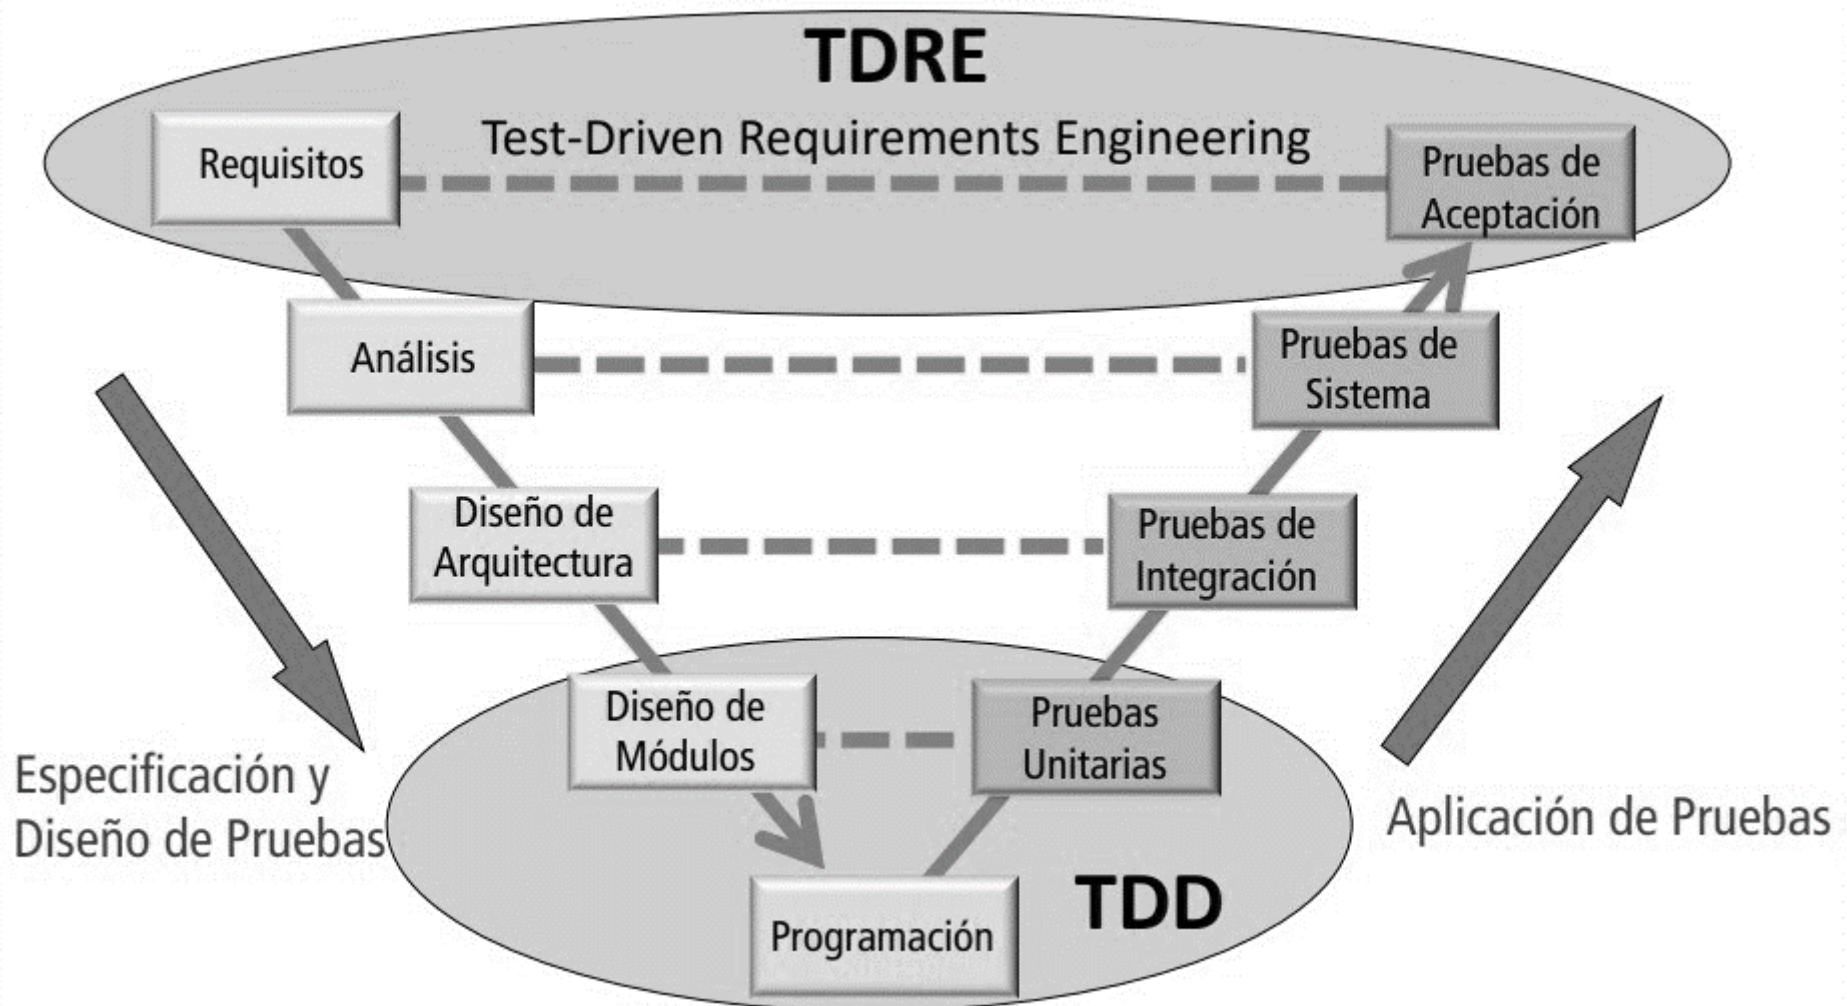 TDRE
Test-Driven Requirements Engineering
Requisitos
Pruebas de
Aceptación
Análisis
Pruebas de
Sistema
Diseño de
Arquitectura
Pruebas de
Integración
Diseño de
Módulos
Pruebas
Unitarias
Especificación y
Diseño de Pruebas
Aplicación de Pruebas
TDD
Programación